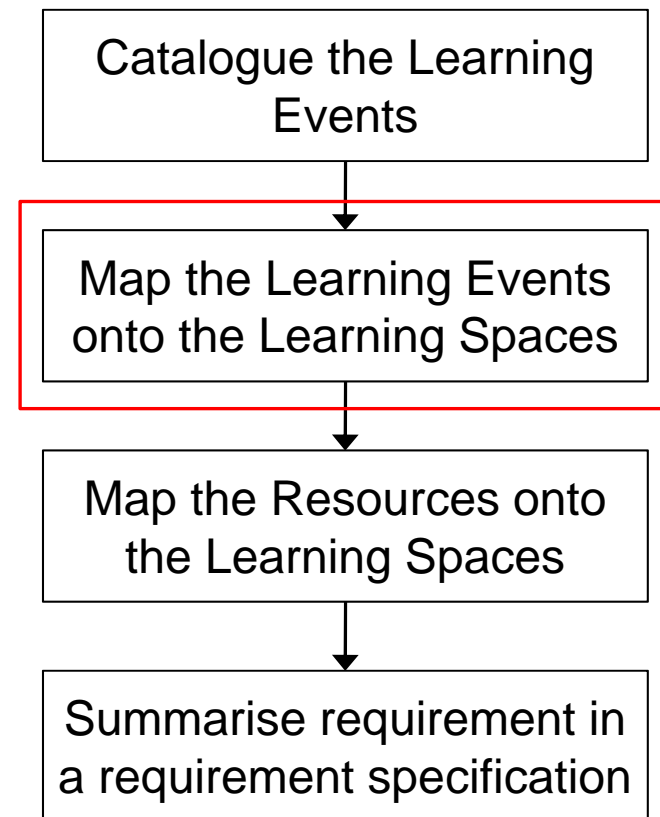 Catalogue the Learning
Events
Map the Learning Events
onto the Learning Spaces
Map the Resources onto
the Learning Spaces
Summarise requirement in
a requirement specification